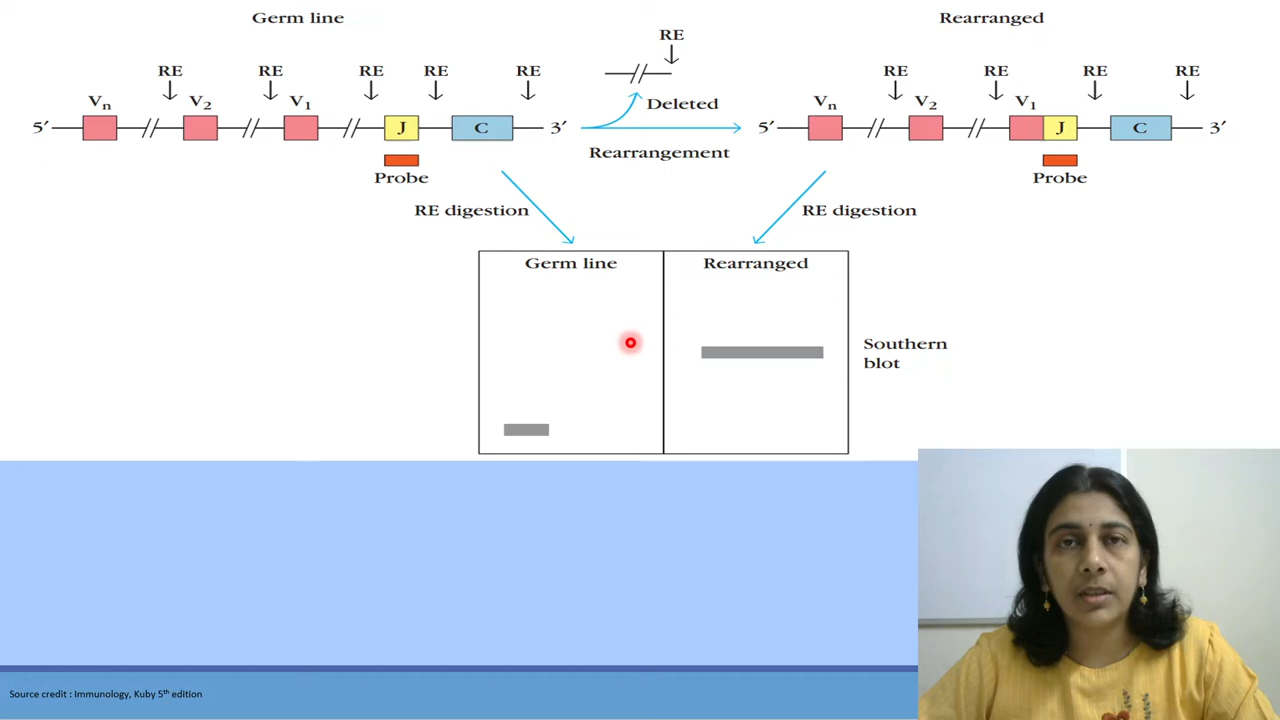 Germ line
Rearranged
RE
RE
RE
RE
RE
RE
RE
RE
RE
RE
Deleted
Vn
V2
V1
Vn
V2
V1
5′
J
C
3′
5′
J
C
3′
Rearrangement
Probe
Probe
RE digestion
RE digestion
Germ line
Rearranged
Southern
blot
Source credit : Immunology, Kuby 5th edition